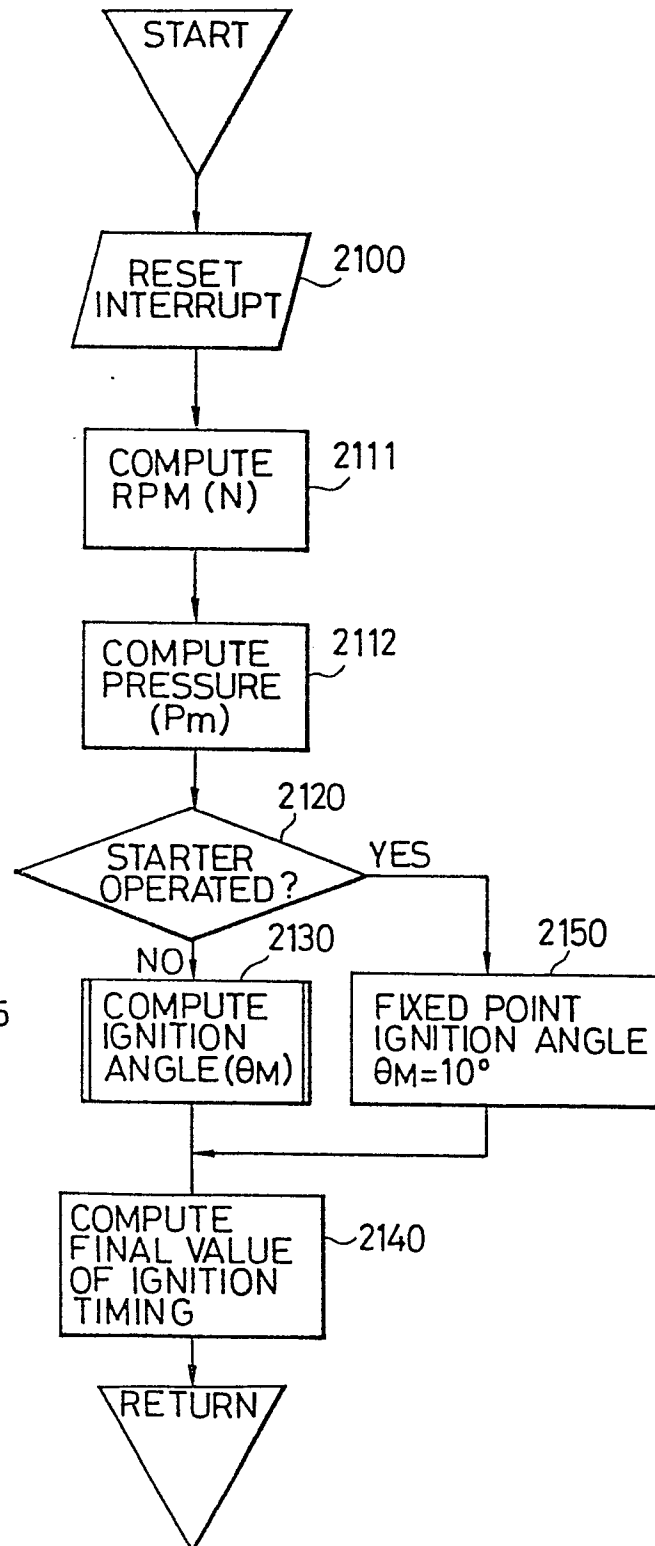 START
RESET
INTERRUPT
2100
COMPUTE
RPM (N)
2111
COMPUTE
PRESSURE
(Pm)
2112
2120
STARTER
OPERATED?
YES
NO
2130
COMPUTE
IGNITION
ANGLE (θM)
2150
FIXED POINT
IGNITION ANGLE
θM=10°
5
COMPUTE
FINAL VALUE
OF IGNITION
TIMING
2140
RETURN